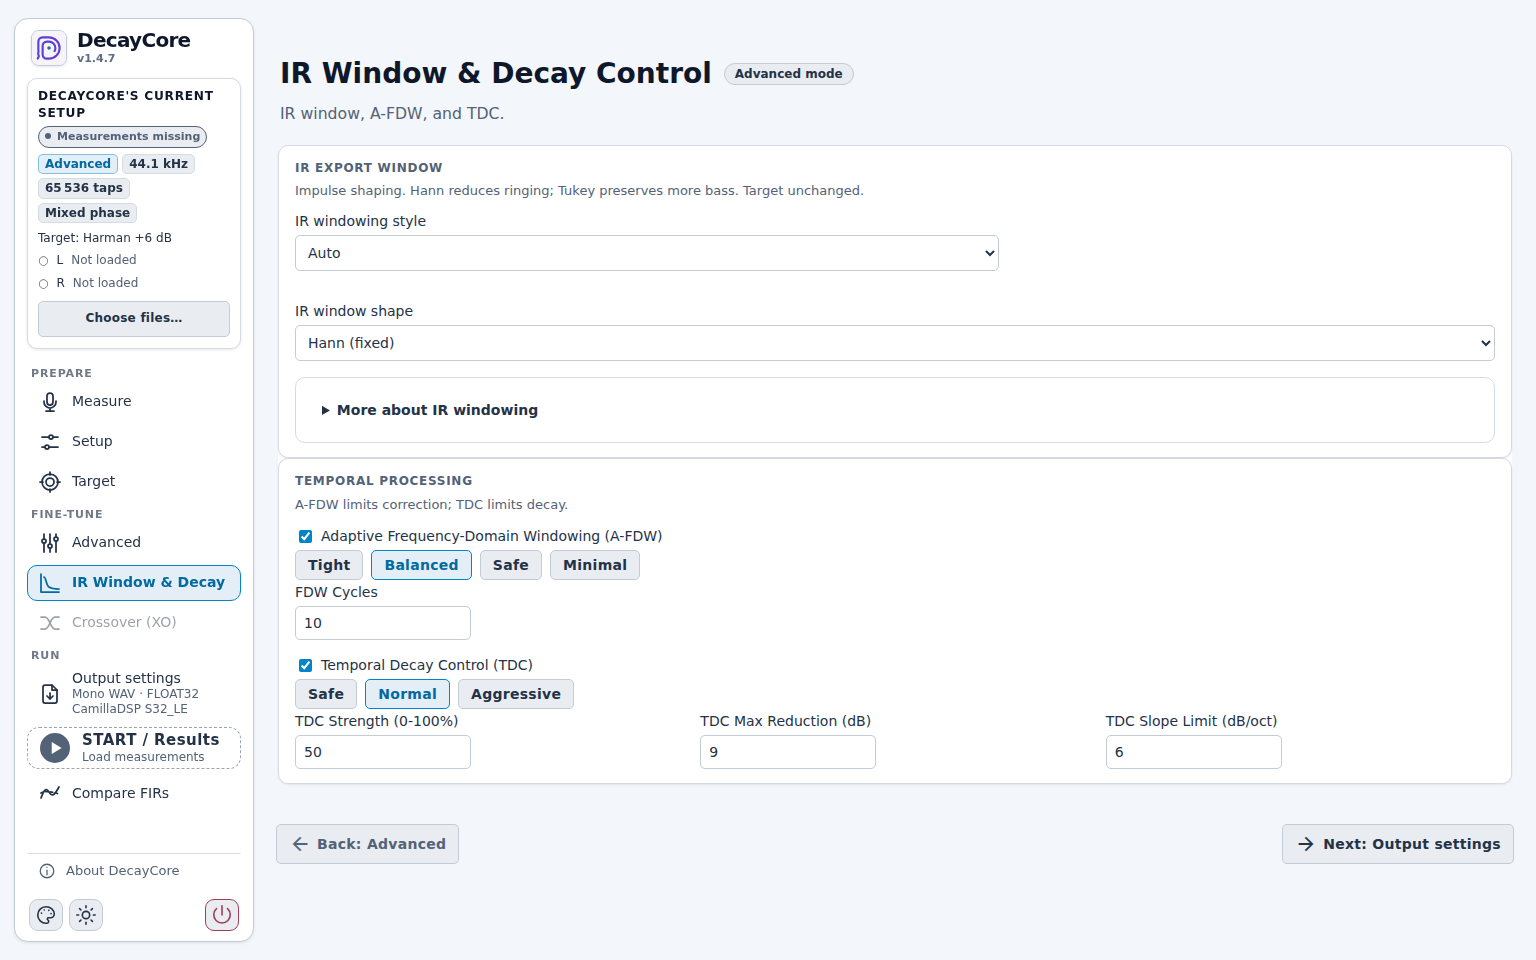 DecayCore
v1.4.7
DECAYCORE'S CURRENT
SETUP
Measurements missing
Advanced
44.1 kHz
65 536 taps
Mixed phase
Target: Harman +6 dB
L Not loaded
R Not loaded
Choose files…
PREPARE
Measure
Setup
Target
FINE-TUNE
Advanced
IR Window & Decay
Crossover (XO)
RUN
Output settings
Mono WAV · FLOAT32
CamillaDSP S32_LE
START / Results
Load measurements
Compare FIRs
About DecayCore
IR Window & Decay Control
Advanced mode
IR window, A-FDW, and TDC.
IR EXPORT WINDOW
Impulse shaping. Hann reduces ringing; Tukey preserves more bass. Target unchanged.
IR windowing style
Auto
IR window shape
Hann (fixed)
More about IR windowing
TEMPORAL PROCESSING
A-FDW limits correction; TDC limits decay.
Adaptive Frequency-Domain Windowing (A-FDW)
Tight Balanced Safe Minimal
FDW Cycles
10
Temporal Decay Control (TDC)
Safe Normal Aggressive
TDC Strength (0-100%) TDC Max Reduction (dB) TDC Slope Limit (dB/oct)
50 9 6
Back: Advanced
Next: Output settings